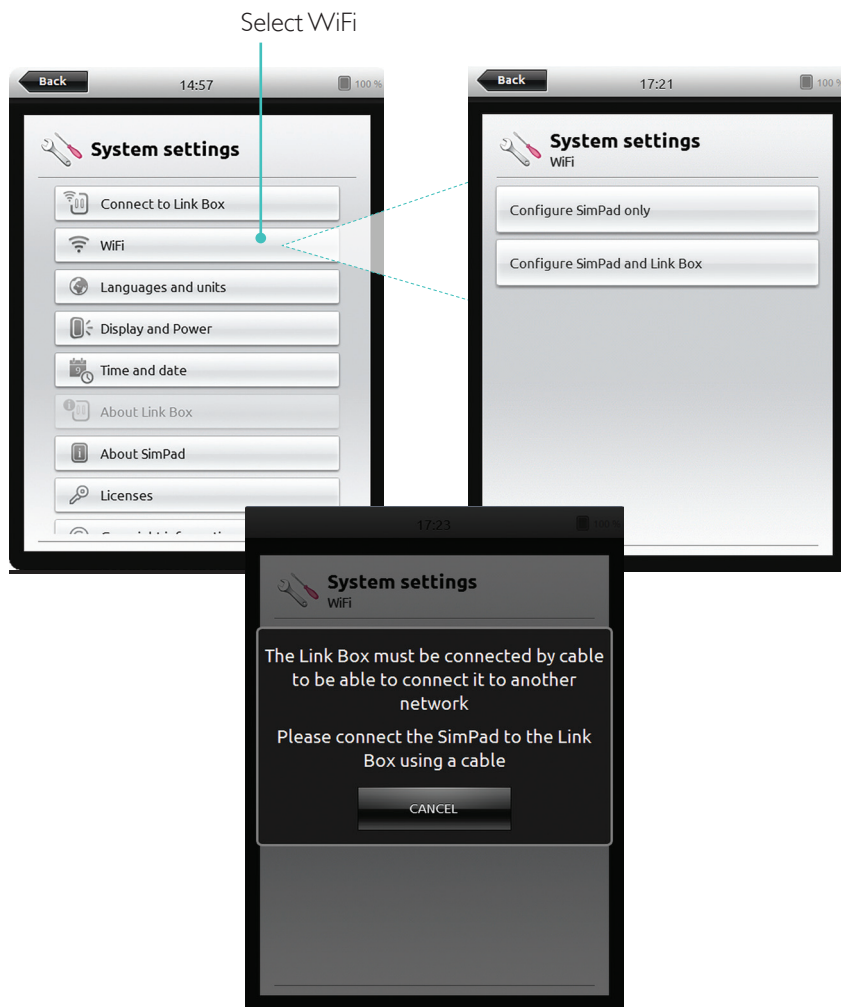 Select WiFi
Back
14:57
100 %
System settings
Connect to Link Box
WiFi
Languages and units
Display and Power
Time and date
About Link Box
About SimPad
Licenses
Back
17:21
100 %
System settings
WiFi
Configure SimPad only
Configure SimPad and Link Box
17:23
100 %
System settings
WiFi
The Link Box must be connected by cable
to be able to connect it to another
network
Please connect the SimPad to the Link
Box using a cable
CANCEL